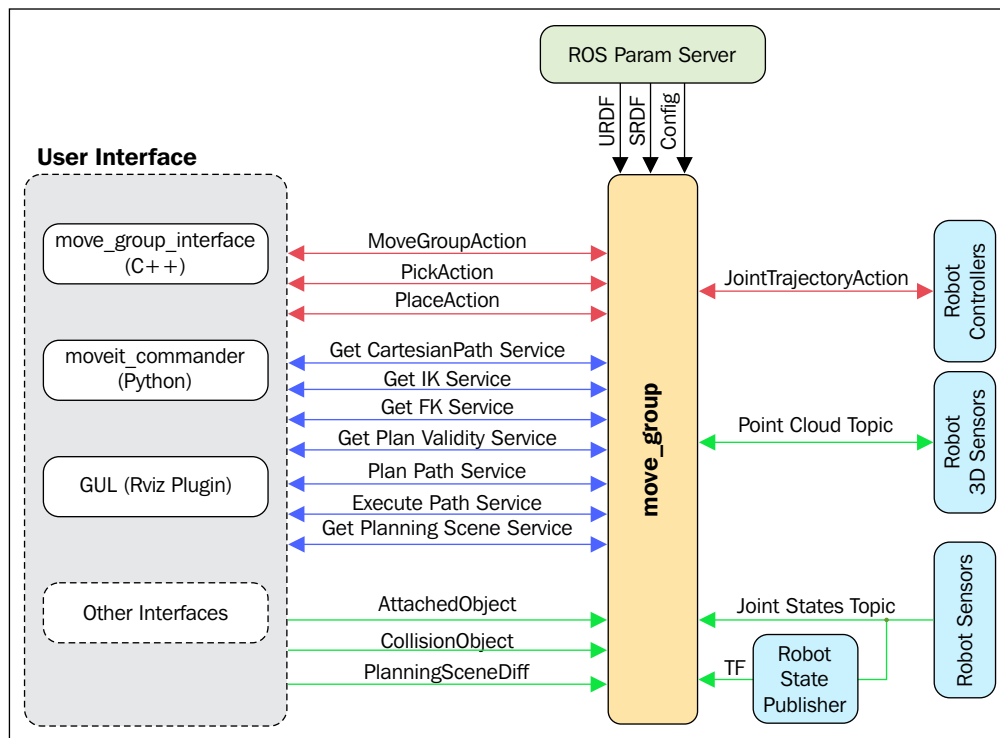 ROS Param Server
URDF
SRDF
Config
User Interface
move_group_interface
(C++)
moveit_commander
(Python)
GUL (Rviz Plugin)
Other Interfaces
MoveGroupAction
PickAction
PlaceAction
Get CartesianPath Service
Get IK Service
Get FK Service
Get Plan Validity Service
Plan Path Service
Execute Path Service
Get Planning Scene Service
AttachedObject
CollisionObject
PlanningSceneDiff
move_group
JointTrajectoryAction
Point Cloud Topic
Joint States Topic
TF
Robot
State
Publisher
Robot
Controllers
Robot
3D Sensors
Robot Sensors